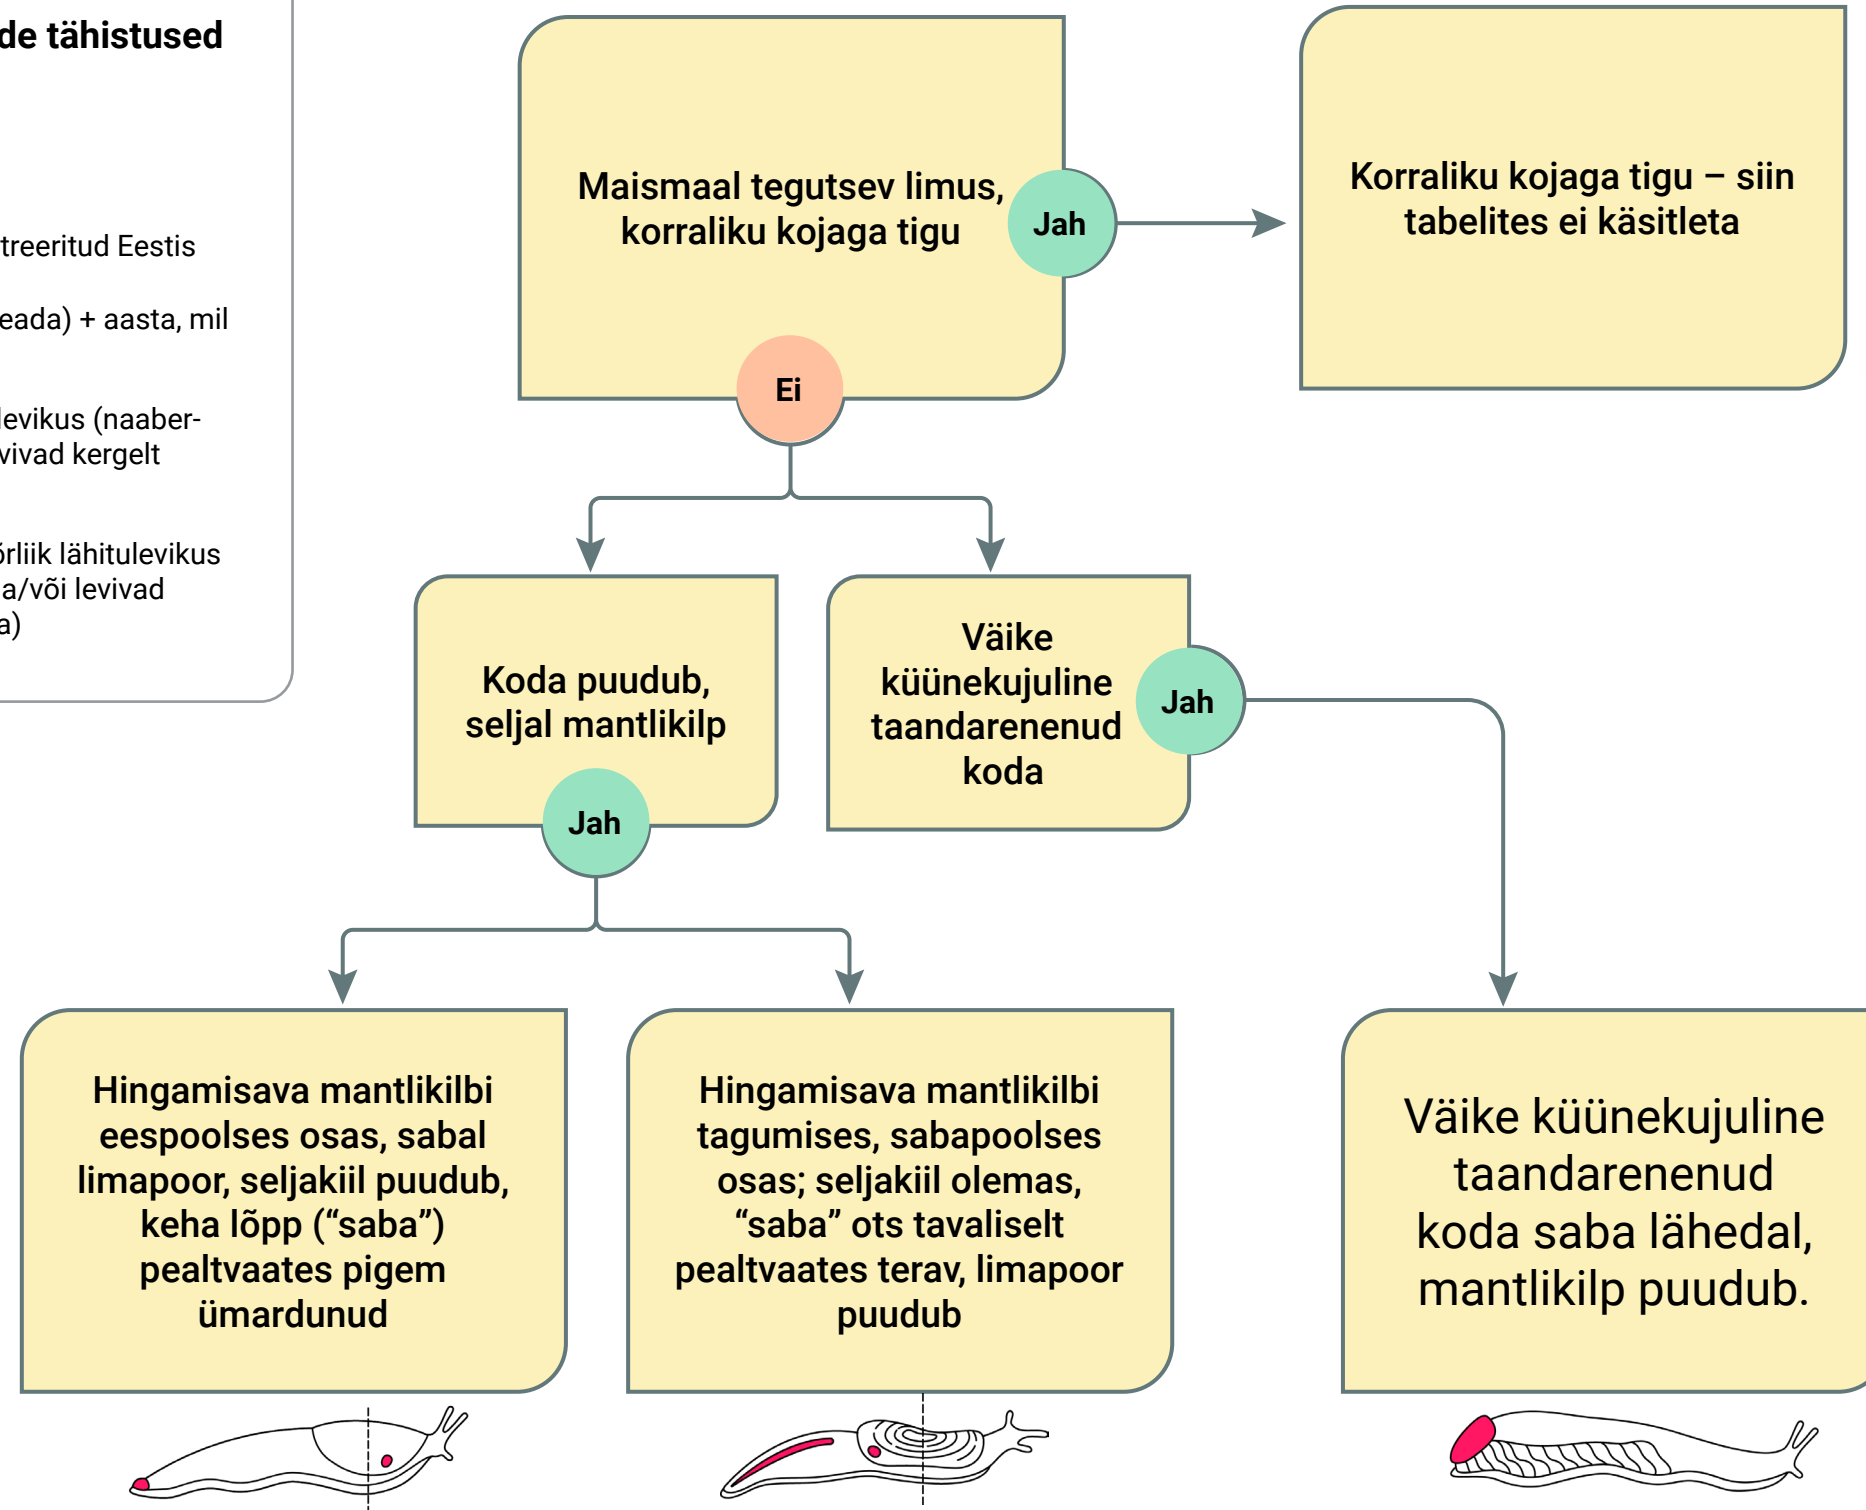 de tähistused
treeritud Eestis
eada) + aasta, mil
levikus (naaber-
vivad kergelt
õrliik lähitulevikus
a/või levivad
a)
Maismaal tegutsev limus,
korraliku kojaga tigu
Jah
Korraliku kojaga tigu – siin
tabelites ei käsitleta
Ei
Koda puudub,
seljal mantlikilp
Jah
Väike
küünekujuline
taandarenenud
koda
Jah
Hingamisava mantlikilbi
eespoolses osas, sabal
limapoor, seljakiil puudub,
keha lõpp (“saba”)
pealtvaates pigem
ümardunud
Hingamisava mantlikilbi
tagumises, sabapoolses
osas; seljakiil olemas,
“saba” ots tavaliselt
pealtvaates terav, limapoor
puudub
Väike küünekujuline
taandarenenud
koda saba lähedal,
mantlikilp puudub.